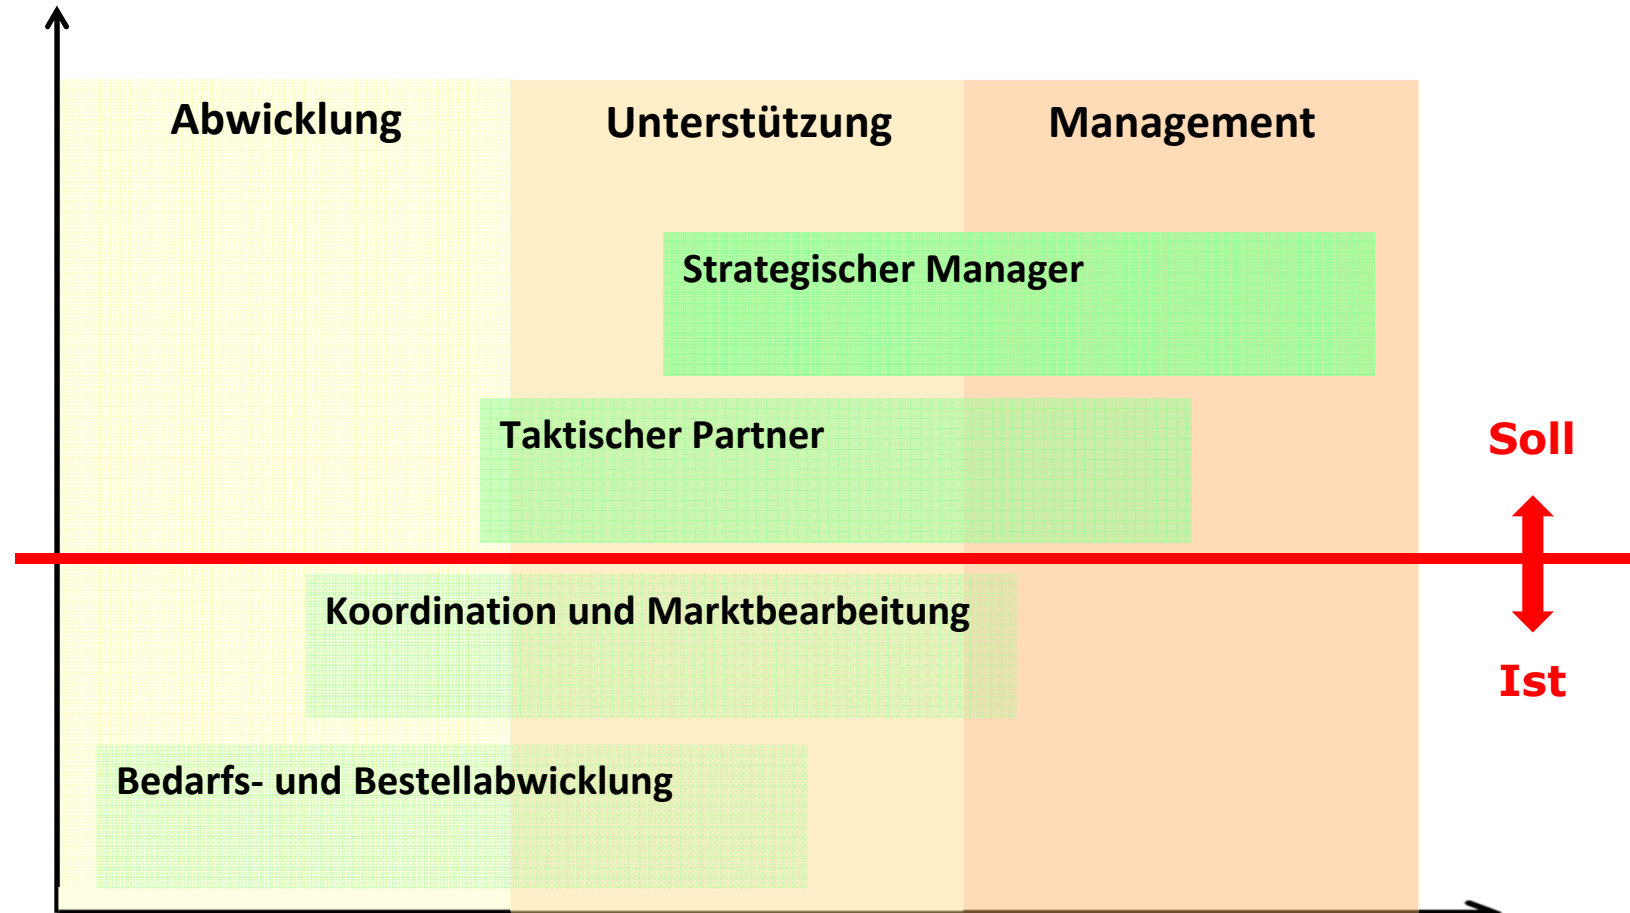 Abwicklung
Unterstützung
Management
Strategischer Manager
Taktischer Partner
Soll
Koordination und Marktbearbeitung
Ist
Bedarfs- und Bestellabwicklung